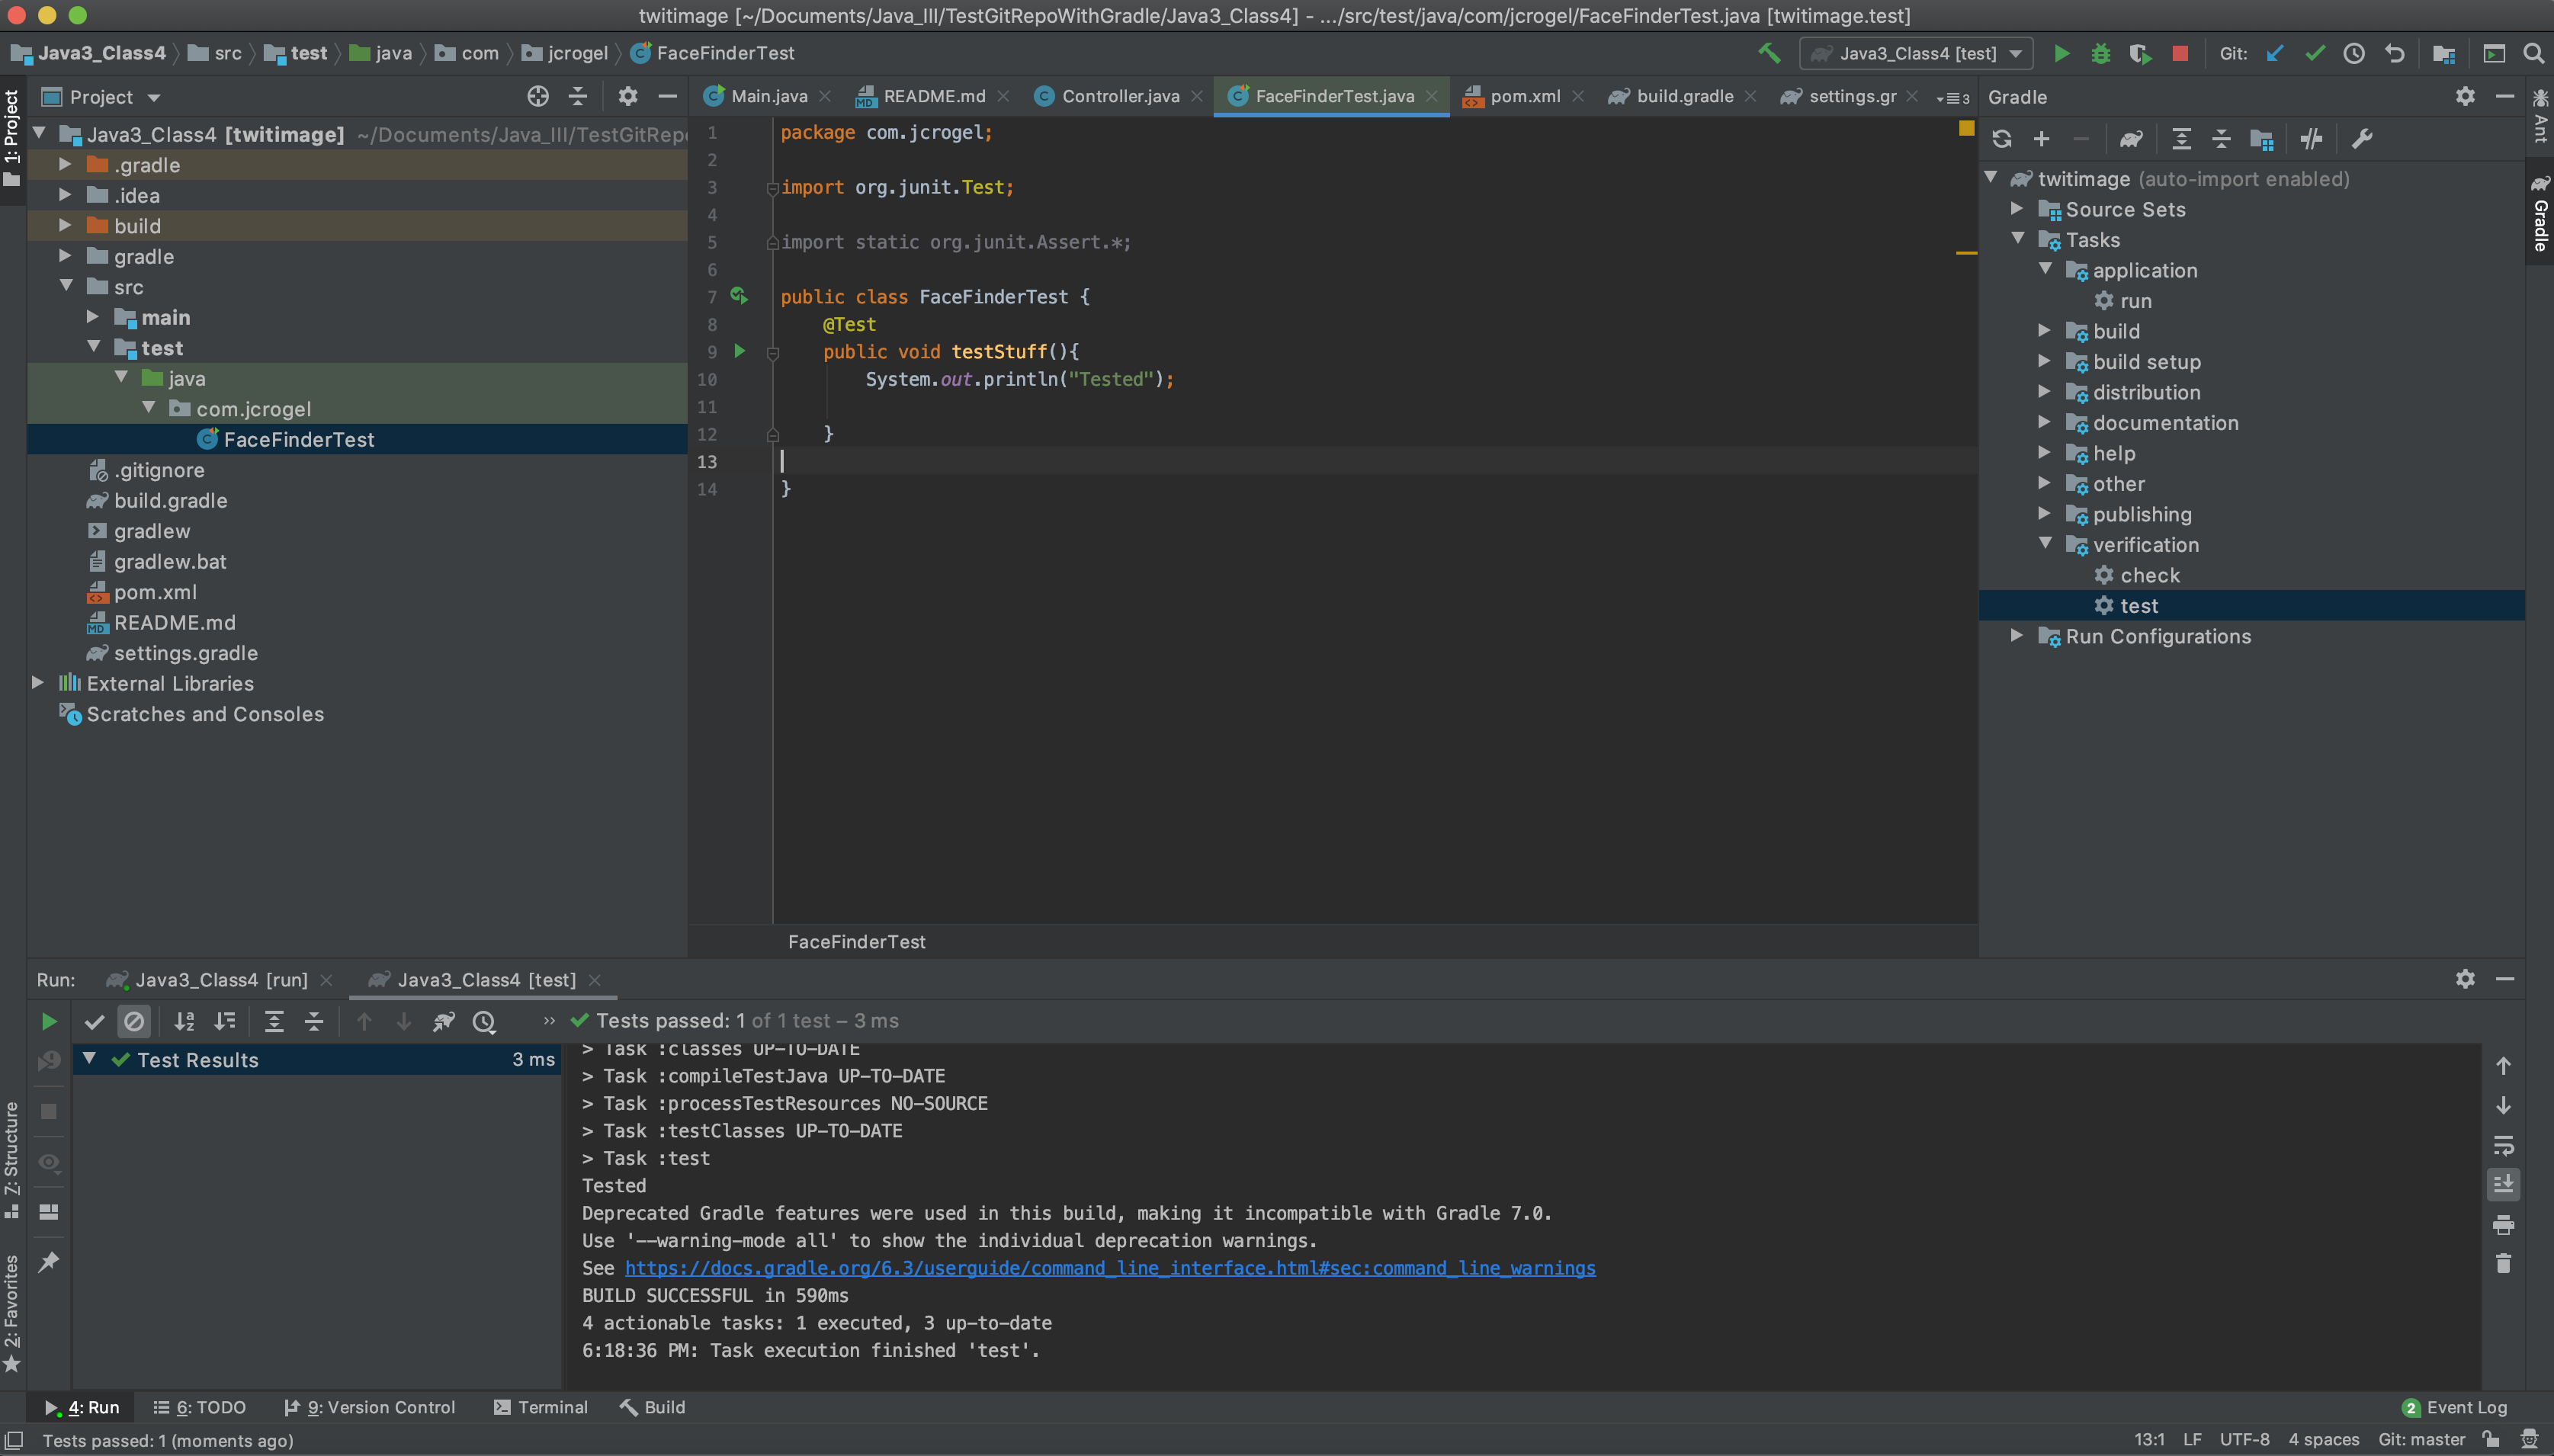 twitimage [~/Documents/Java_III/TestGitRepoWithGradle/Java3_Class4] - .../src/test/java/com/jcrogel/FaceFinderTest.java [twitimage.test]
Java3_Class4 src test java com jcrogel FaceFinderTest
Java3_Class4 [test]
Git:
1: Project
Project
Java3_Class4 [twitimage] ~/Documents/Java_III/TestGitRepo
.gradle
.idea
build
gradle
src
main
test
java
com.jcrogel
FaceFinderTest
.gitignore
build.gradle
gradlew
gradlew.bat
pom.xml
README.md
settings.gradle
External Libraries
Scratches and Consoles
Main.java README.md Controller.java FaceFinderTest.java pom.xml build.gradle settings.gr 3
1 package com.jcrogel;
2
3 import org.junit.Test;
4
5 import static org.junit.Assert.*;
6
7 public class FaceFinderTest {
8 @Test
9 public void testStuff(){
10 System.out.println("Tested");
11
12 }
13
14 }
FaceFinderTest
Gradle
twitimage (auto-import enabled)
Source Sets
Tasks
application
run
build
build setup
distribution
documentation
help
other
publishing
verification
check
test
Run Configurations
Ant
Gradle
Run: Java3_Class4 [run] Java3_Class4 [test]
» Tests passed: 1 of 1 test – 3 ms
Test Results 3 ms
> Task :classes UP-TO-DATE
> Task :compileTestJava UP-TO-DATE
> Task :processTestResources NO-SOURCE
> Task :testClasses UP-TO-DATE
> Task :test
Tested
Deprecated Gradle features were used in this build, making it incompatible with Gradle 7.0.
Use '--warning-mode all' to show the individual deprecation warnings.
See https://docs.gradle.org/6.3/userguide/command_line_interface.html#sec:command_line_warnings
BUILD SUCCESSFUL in 590ms
4 actionable tasks: 1 executed, 3 up-to-date
6:18:36 PM: Task execution finished 'test'.
Z: Structure
2: Favorites
4: Run 6: TODO 9: Version Control Terminal Build 2 Event Log
Tests passed: 1 (moments ago) 13:1 LF UTF-8 4 spaces Git: master